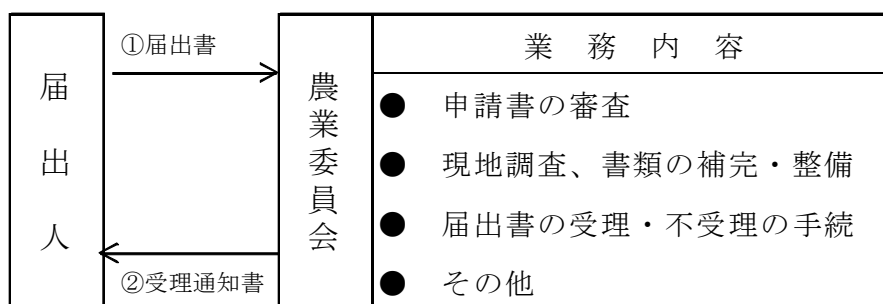 届出人
①届出書
②受理通知書
農業委員会
業務内容
● 申請書の審査
● 現地調査、書類の補完・整備
● 届出書の受理・不受理の手続
● その他